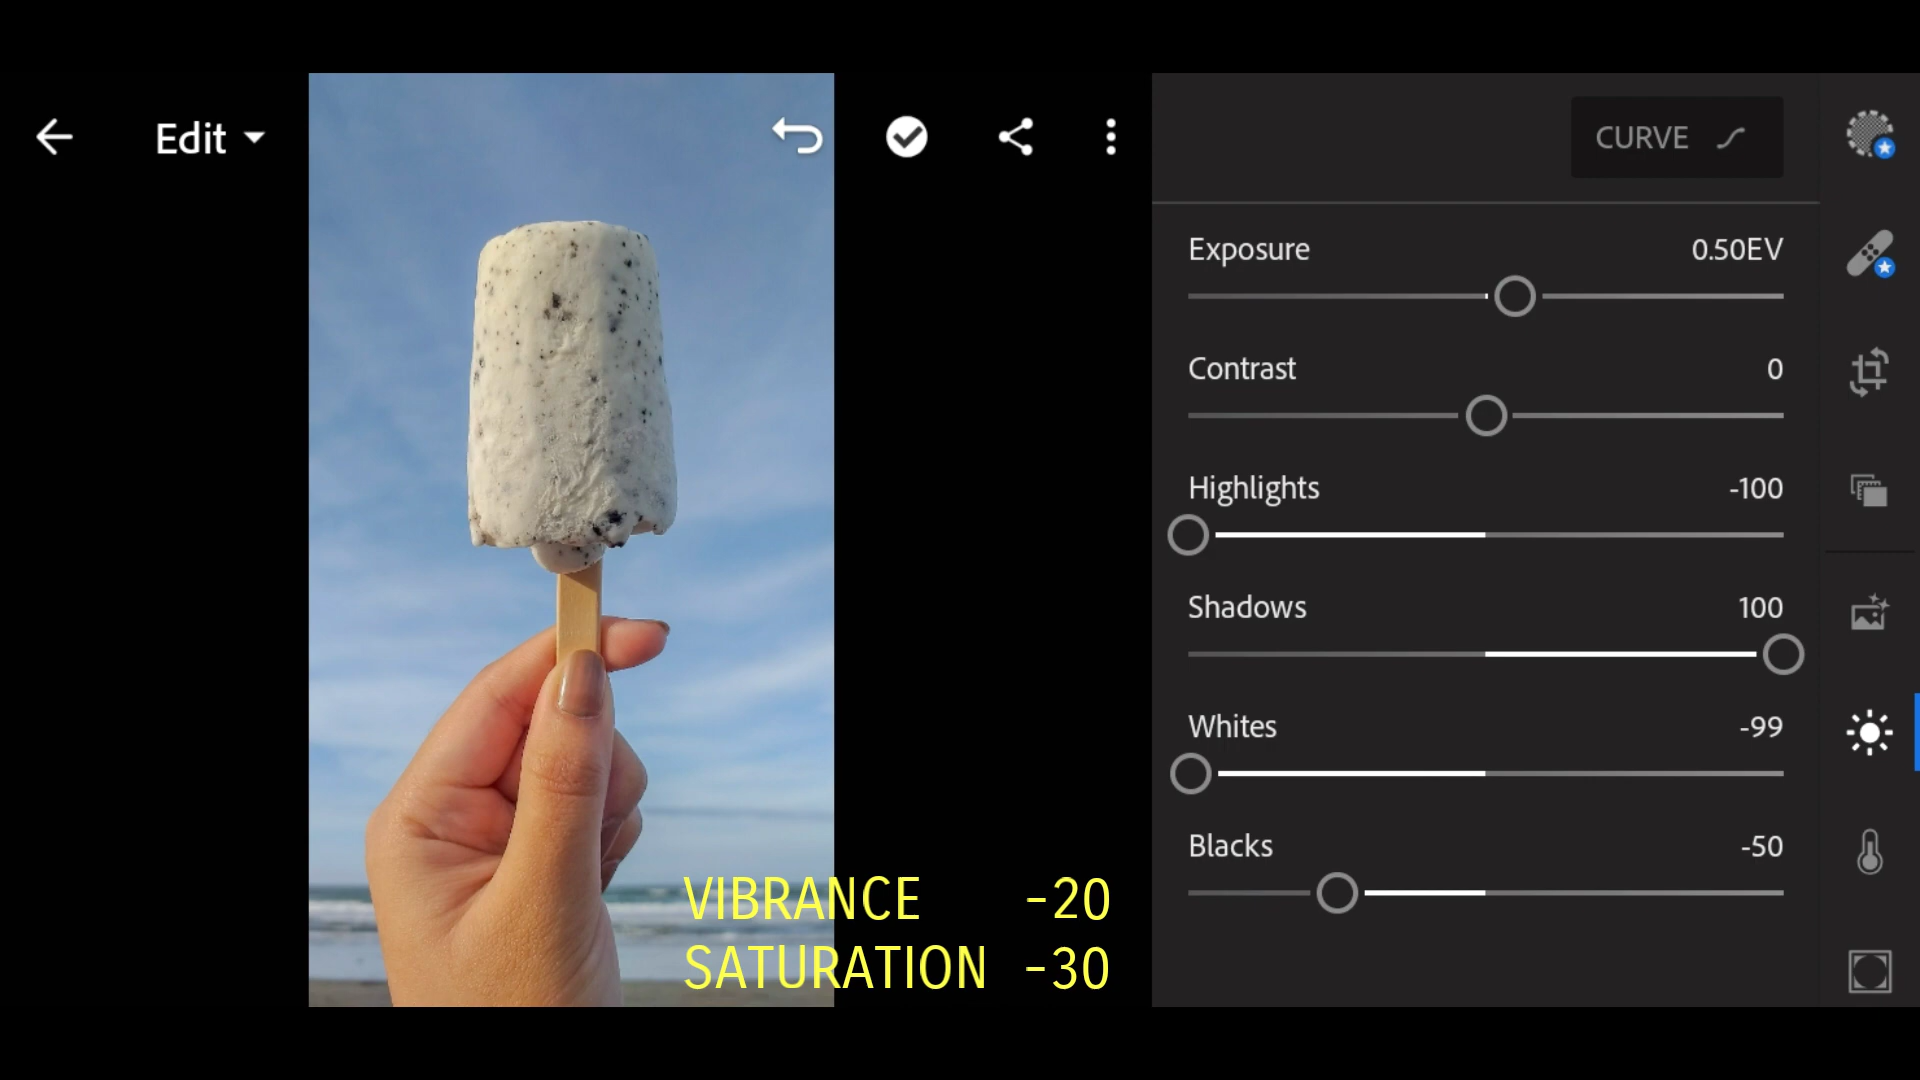 Edit
CURVE
Exposure 0.50EV
Contrast 0
Highlights -100
Shadows 100
Whites -99
Blacks -50
VIBRANCE -20
SATURATION -30